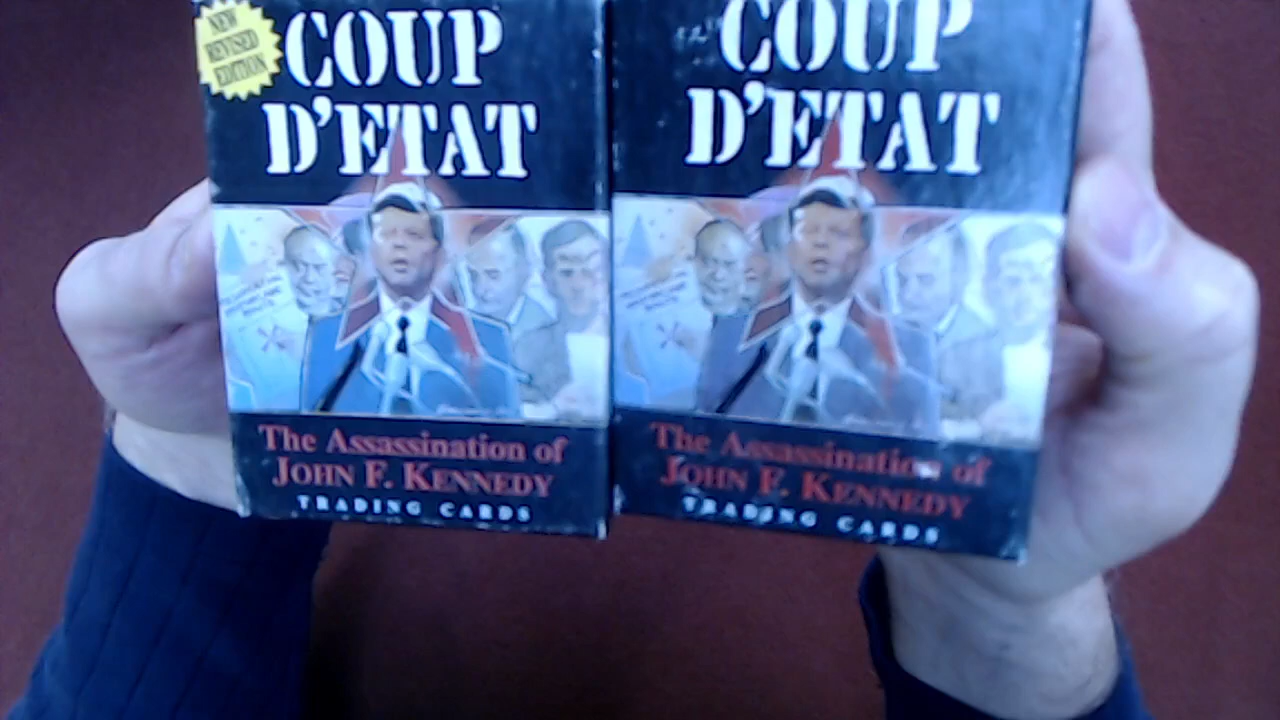 NEW
REVISED
EDITION
COUP
D'ETAT
The Assassination of
JOHN F. KENNEDY
TRADING CARDS
COUP
D'ETAT
The Assassination of
JOHN F. KENNEDY
TRADING CARDS